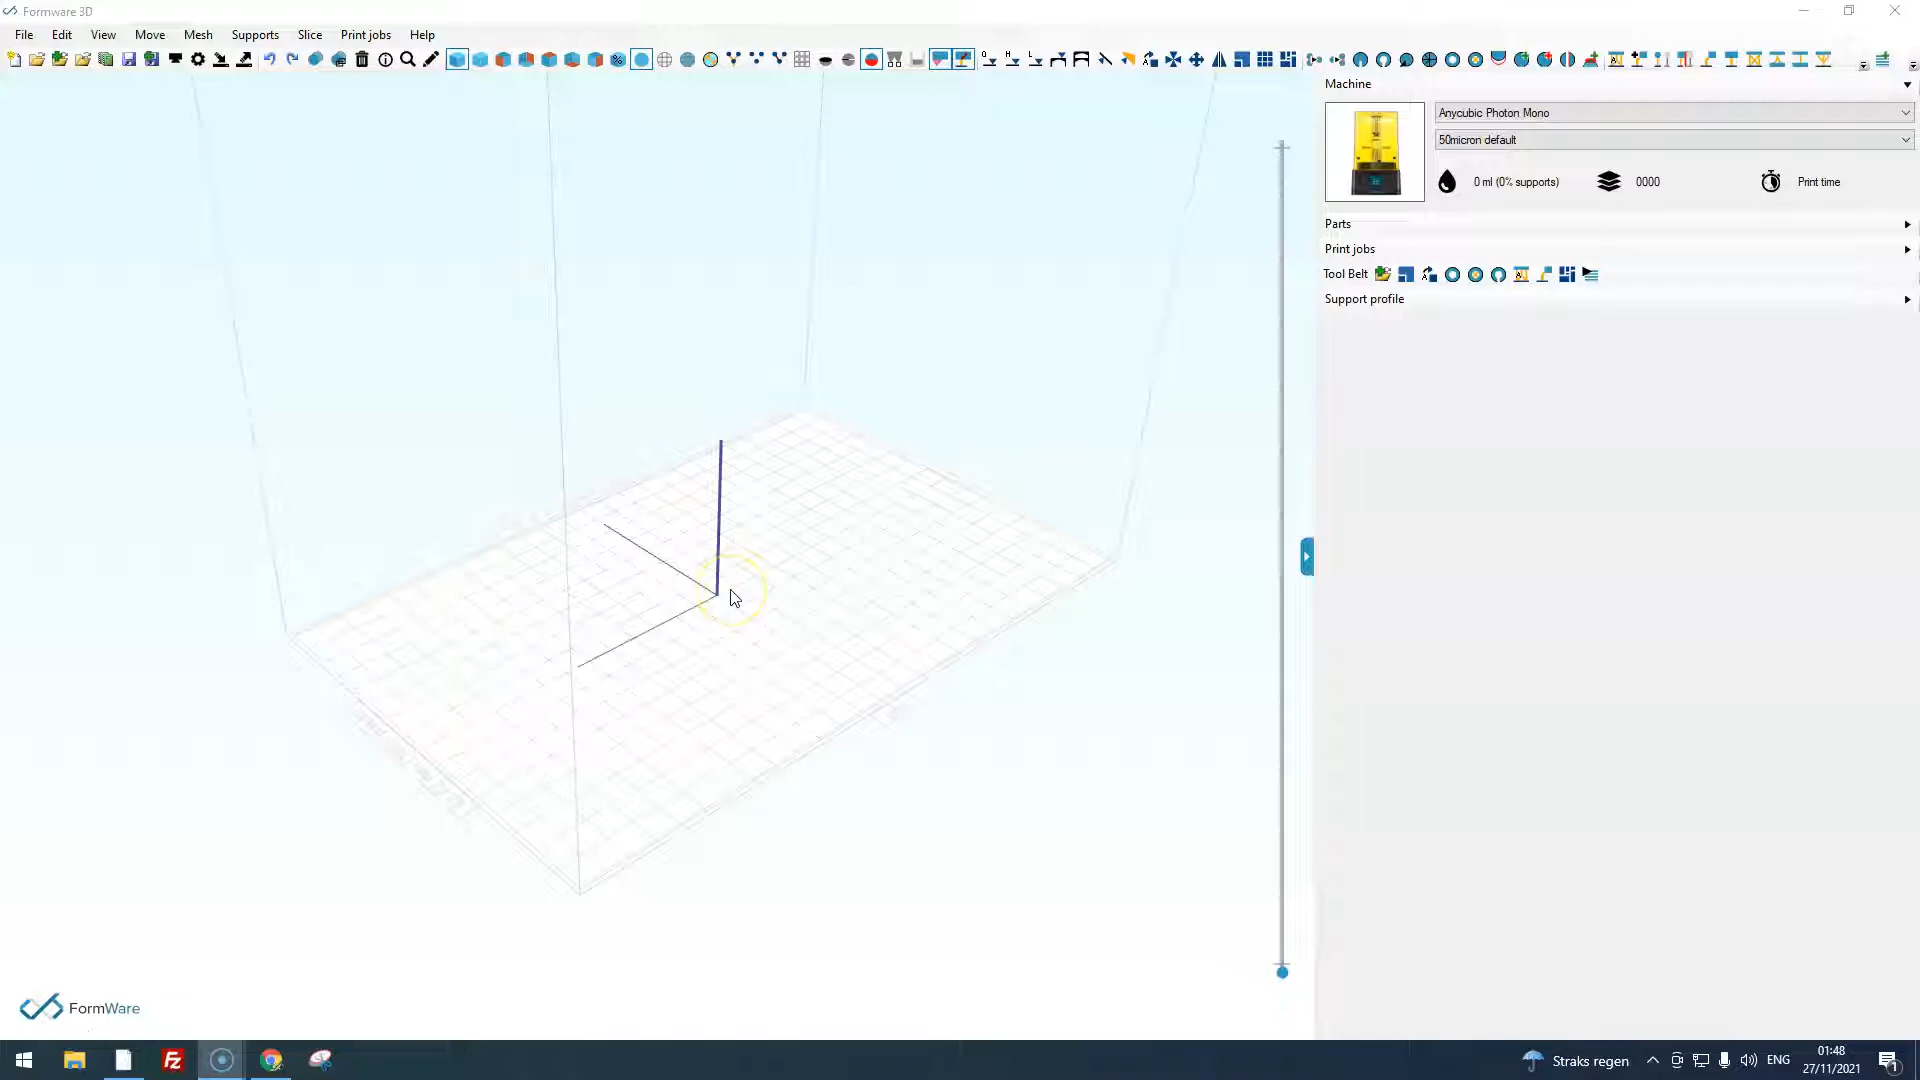 Formware 3D
File Edit View Move Mesh Supports Slice Print jobs Help
Machine
Anycubic Photon Mono
50micron default
0 ml (0% supports) 0000 Print time
Parts
Print jobs
Tool Belt
Support profile
FormWare
Straks regen ENG 01:48
27/11/2021